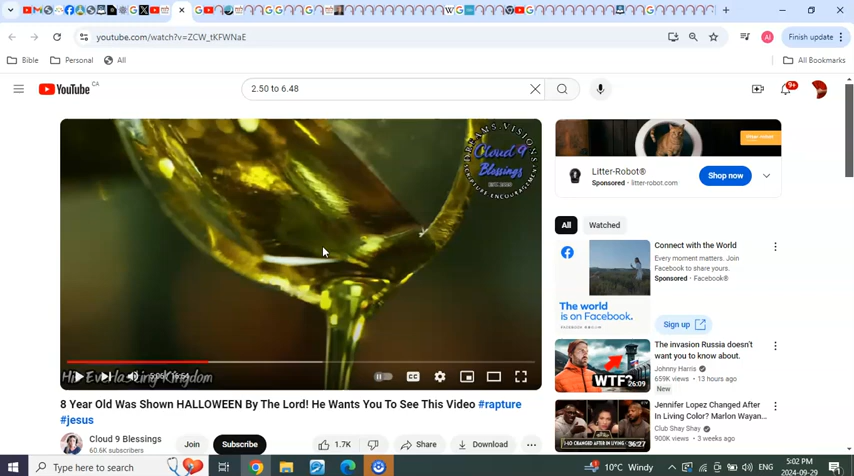 youtube.com/watch?v=ZCW_tKFWNaE
Finish update
Bible
Personal
All
All Bookmarks
YouTube CA
2.50 to 6.48
9+
DREAMS, VISIONS
Cloud 9
Blessings
SCRIPTURE, ENCOURAGEMENT
His Everlasting Kingdom
8 Year Old Was Shown HALLOWEEN By The Lord! He Wants You To See This Video #rapture
#jesus
Cloud 9 Blessings
60.6K subscribers
Join
Subscribe
1.7K
Share
Download
Litter-Robot®
Sponsored · litter-robot.com
Shop now
All
Watched
The world
is on Facebook.
Connect with the World
Every moment matters. Join
Facebook to share yours.
Sponsored · Facebook®
Sign up
WTF?
26:09
The invasion Russia doesn't
want you to know about.
Johnny Harris
659K views · 13 hours ago
New
36:27
Jennifer Lopez Changed After
In Living Color? Marlon Wayan...
Club Shay Shay
900K views · 3 weeks ago
Type here to search
10°C Windy
ENG
5:02 PM
2024-09-29